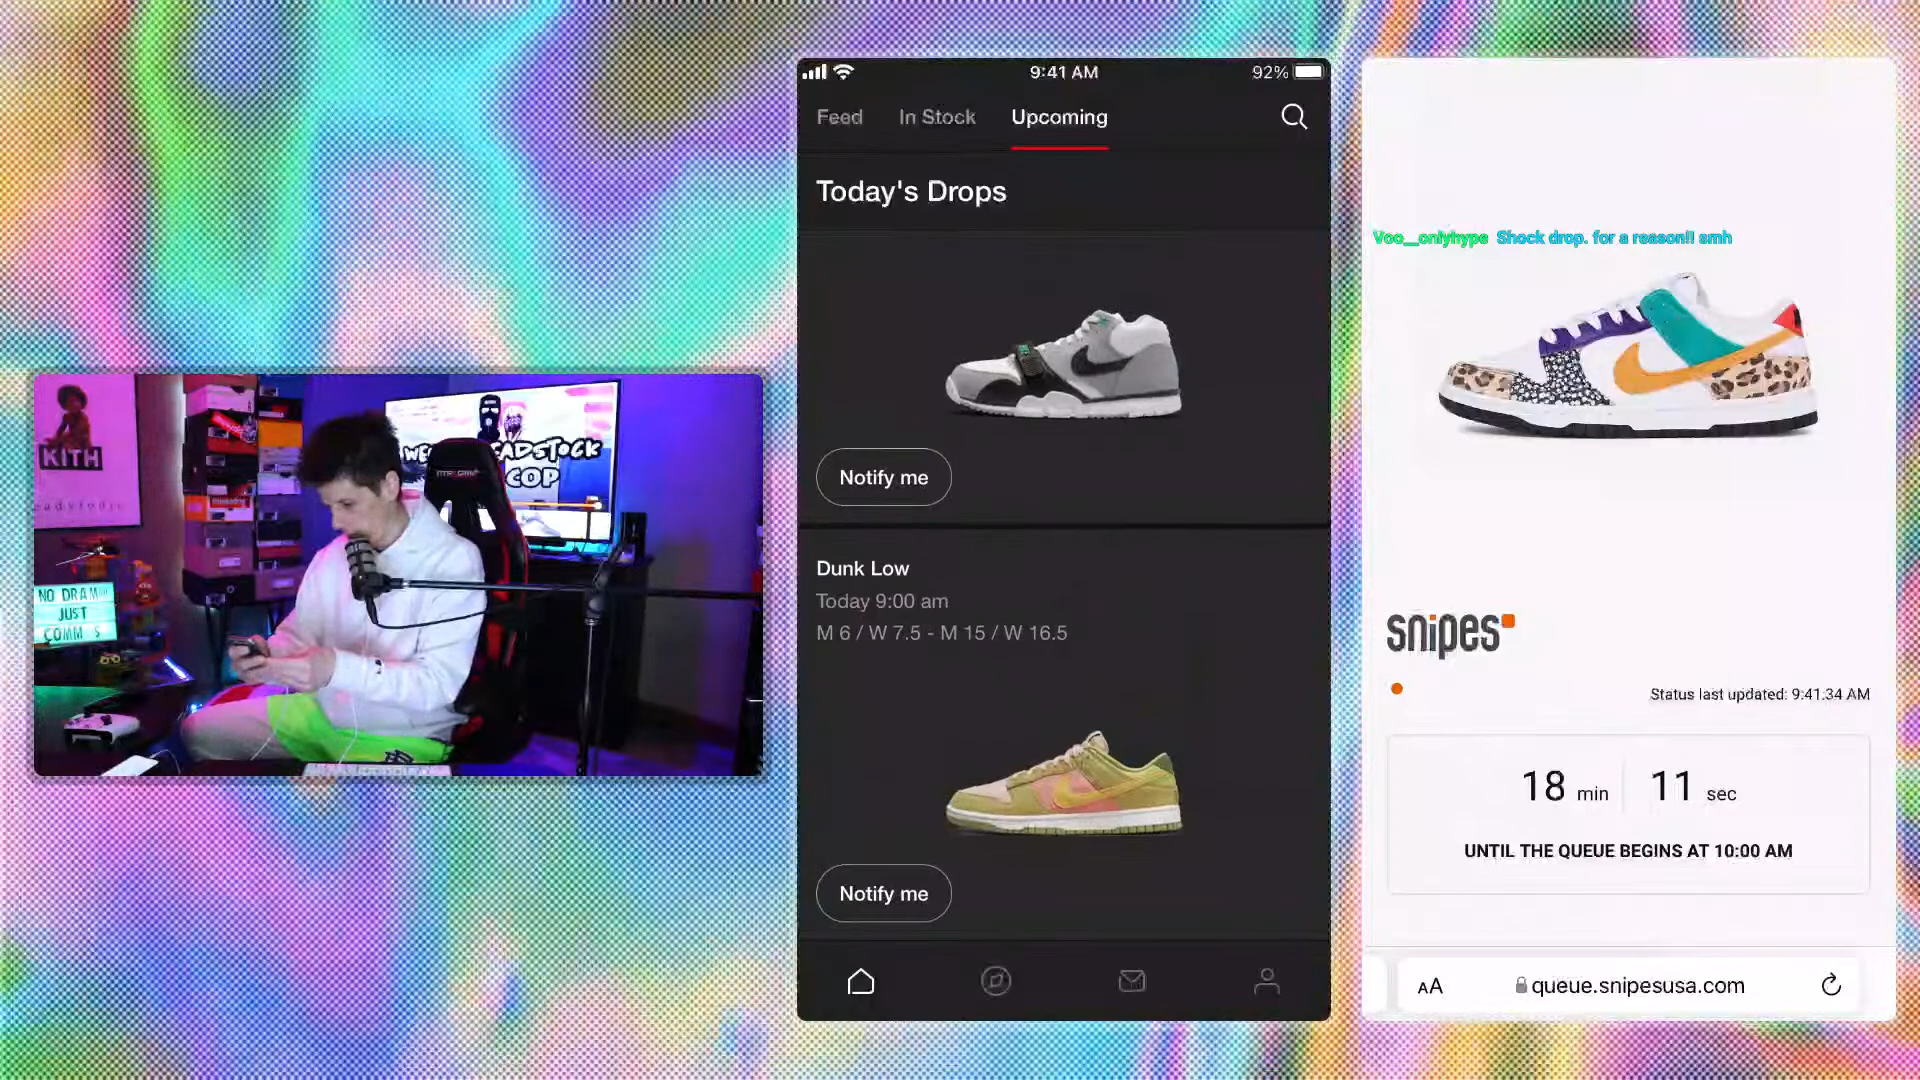 9:41 AM
92%
Feed
In Stock
Upcoming
Today's Drops
Notify me
Dunk Low
Today 9:00 am
M 6 / W 7.5 - M 15 / W 16.5
Notify me
Voo__onlyhype Shock drop. for a reason!! smh
snipes
Status last updated: 9:41:34 AM
18 min 11 sec
UNTIL THE QUEUE BEGINS AT 10:00 AM
AA
queue.snipesusa.com
KITH
JUST
COP